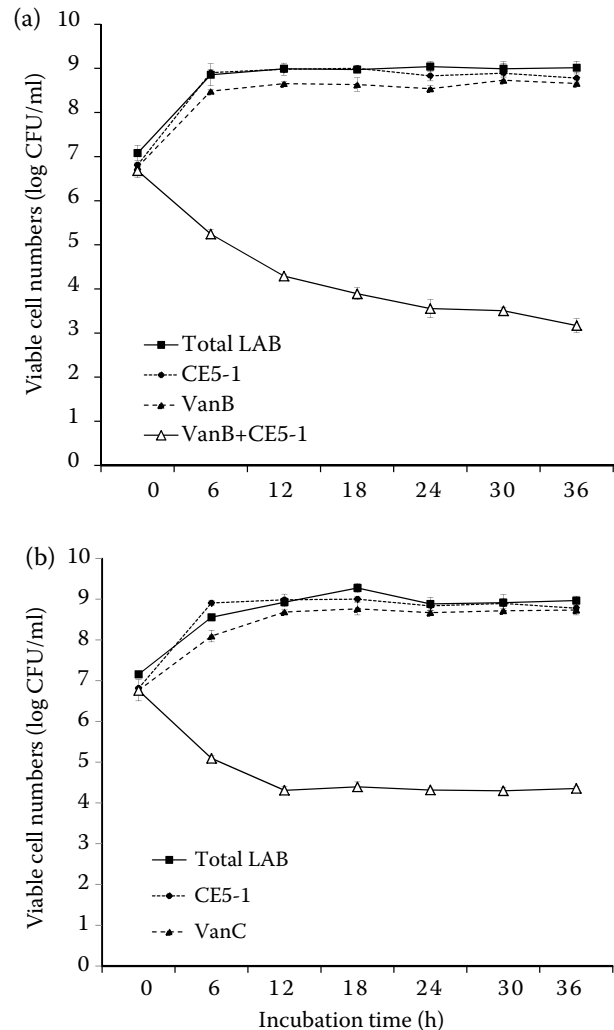 (a)
10
9
8
7
6
5
4
3
2
1
0
Viable cell numbers (log CFU/ml)
Total LAB
CE5-1
VanB
VanB+CE5-1
0 6 12 18 24 30 36
(b)
10
9
8
7
6
5
4
3
2
1
0
Viable cell numbers (log CFU/ml)
Total LAB
CE5-1
VanC
0 6 12 18 24 30 36
Incubation time (h)